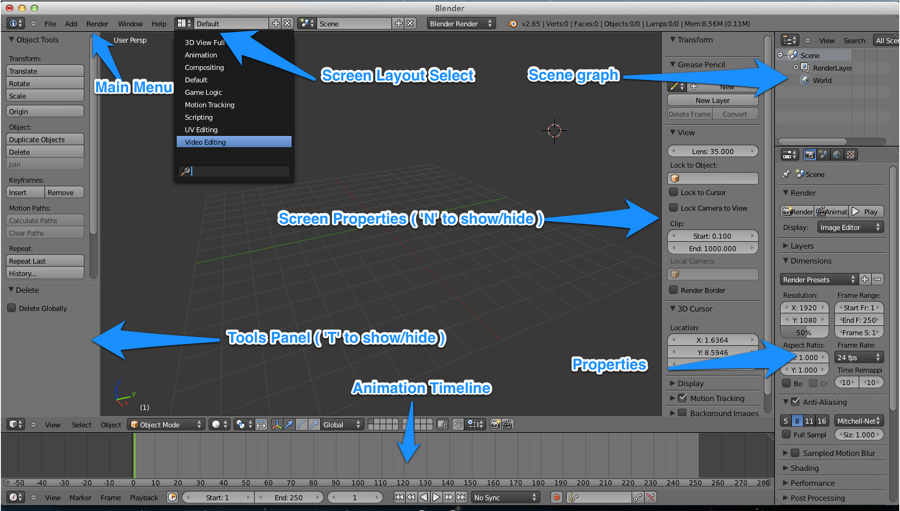 Blender
File Add Render Window Help Default Scene Blender Render v2.65 | Verts:0 | Faces:0 | Objects:0/0 | Lamps:0/0 | Mem:8.56M (0.11M)
Object Tools
Transform:
Translate
Rotate
Scale
Origin
Object:
Duplicate Objects
Delete
Join
Keyframes:
Insert Remove
Motion Paths:
Calculate Paths
Clear Paths
Repeat:
Repeat Last
History...
Delete
Delete Globally
User Persp
Main Menu
3D View Full
Animation
Compositing
Default
Game Logic
Motion Tracking
Scripting
UV Editing
Video Editing
Screen Layout Select
Scene graph
Screen Properties ( 'N' to show/hide )
Tools Panel ( 'T' to show/hide )
Properties
Animation Timeline
(1)
Transform
Grease Pencil
New
New Layer
Delete Frame Convert
View
Lens: 35.000
Lock to Object:
Lock to Cursor
Lock Camera to View
Clip:
Start: 0.100
End: 1000.000
Local Camera:
Render Border
3D Cursor
Location:
X: 1.6364
Y: 8.5946
Display
Motion Tracking
Background Images
View Search All Scen
Scene
RenderLayer
World
Scene
Render
Render Animat Play
Display: Image Editor
Layers
Dimensions
Render Presets
Resolution: Frame Range:
X: 1920 Start Fr: 1
Y: 1080 End F: 250
50% Frame S: 1
Aspect Ratio: Frame Rate:
X: 1.000 24 fps
Y: 1.000 Time Remappi
Bo Cr 10 10
Anti-Aliasing
5 8 11 16 Mitchell-Net
Full Sampl Siz: 1.000
Sampled Motion Blur
Shading
Performance
Post Processing
View Select Object Object Mode Global
-50 -40 -30 -20 -10 0 10 20 30 40 50 60 70 80 90 100 110 120 130 140 150 160 170 180 190 200 210 220 230 240 250 260 270 280 290
View Marker Frame Playback Start: 1 End: 250 1 No Sync